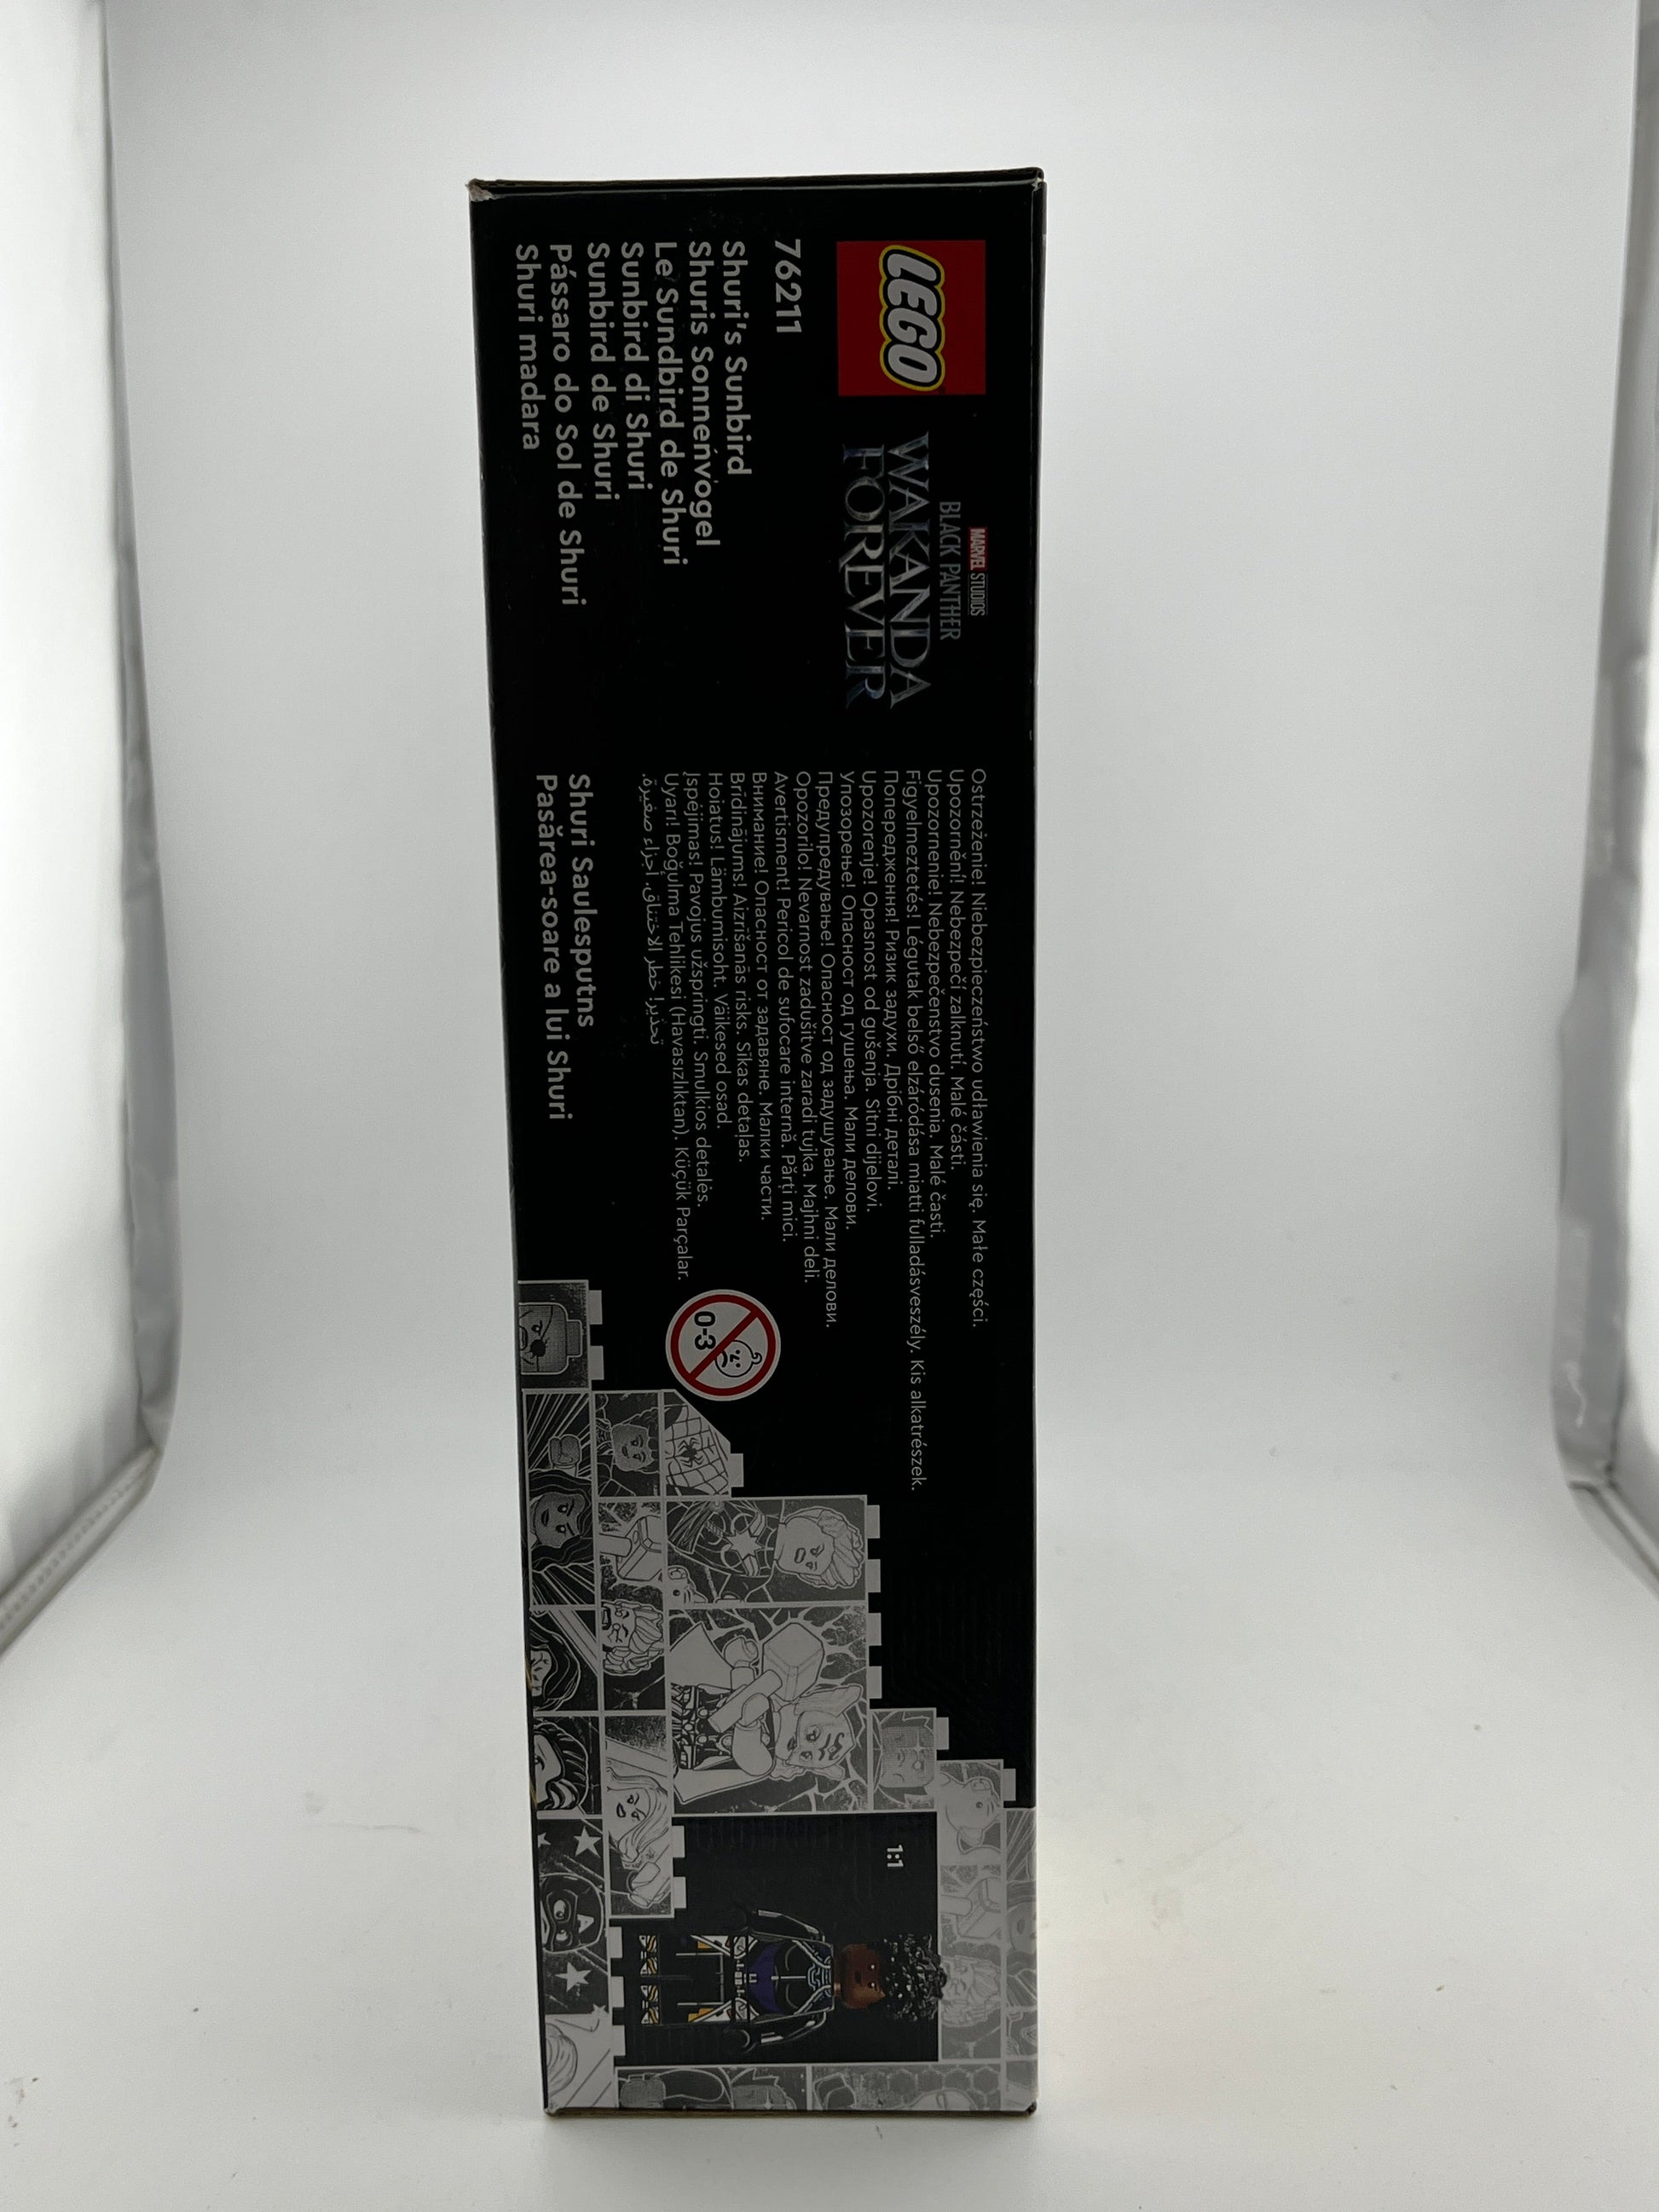 LEGO
MARVEL STUDIOS
BLACK PANTHER
WAKANDA
FOREVER
76211
Shuri's Sunbird
Shuris Sonnenvogel
Le Sundbird de Shuri
Sunbird di Shuri
Sunbird de Shuri
Pássaro do Sol de Shuri
Shuri madara
Ostrzeżenie! Niebezpieczeństwo udławienia się. Małe części.
Upozornění! Nebezpečí zalknutí. Malé části.
Upozornenie! Nebezpečenstvo dusenia. Malé časti.
Figyelmeztetés! Légutak belső elzáródása miatti fulladásveszély. Kis alkatrészek.
Попередження! Ризик задухи. Дрібні деталі.
Upozorenje! Opasnost od gušenja. Sitni dijelovi.
Упозорење! Опасност од гушења. Мали делови.
Предупредување! Опасност од задушување. Мали делови.
Opozorilo! Nevarnost zadušitve zaradi tujka. Majhni deli.
Avertisment! Pericol de sufocare internă. Părți mici.
Внимание! Опасност от задавяне. Малки части.
Brīdinājums! Aizrīšanās risks. Sīkas detaļas.
Hoiatus! Lämbumisoht. Väikesed osad.
Įspėjimas! Pavojus užspringti. Smulkios detalės.
Uyarı! Boğulma Tehlikesi (Havasızlıktan). Küçük Parçalar.
تحذير! خطر الاختناق. أجزاء صغيرة.
Shuri Saulesputns
Pasărea-soare a lui Shuri
0-3
1:1
A